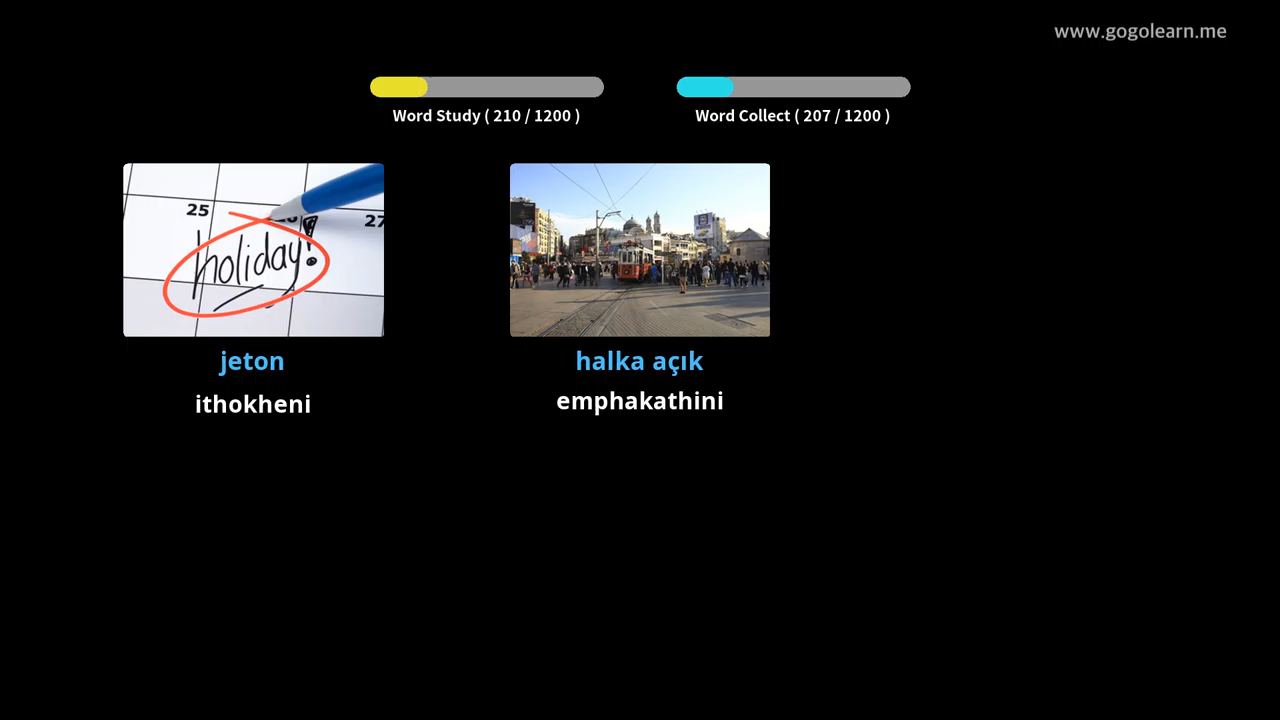 www.gogolearn.me
Word Study ( 210 / 1200 )
Word Collect ( 207 / 1200 )
25
27
holiday!
jeton
ithokheni
halka açık
emphakathini